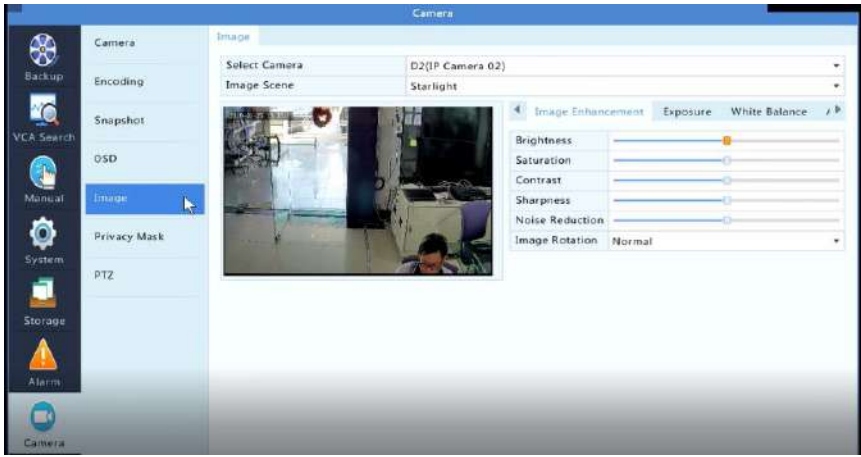 Camera
Backup
VCA Search
Manual
System
Storage
Alarm
Camera
Camera
Encoding
Snapshot
OSD
Image
Privacy Mask
PTZ
Image
Select Camera D2(IP Camera 02)
Image Scene Starlight
Image Enhancement Exposure White Balance
Brightness
Saturation
Contrast
Sharpness
Noise Reduction
Image Rotation Normal